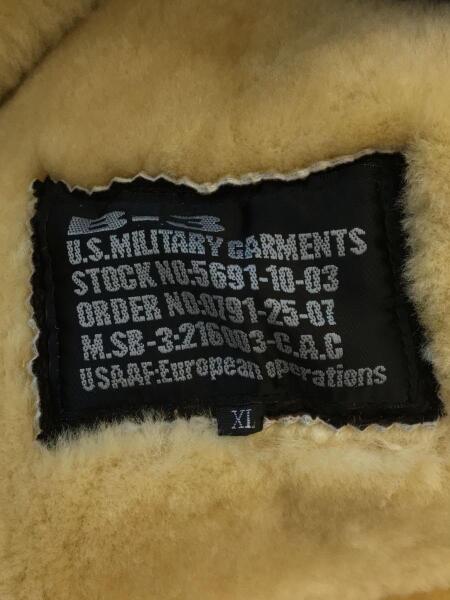 B-3
U.S.MILITARY GARMENTS
STOCK NO:5691-10-03
ORDER NO:0791-25-07
M.SB-3:216003-C.A.C
USAAF:European operations
XL